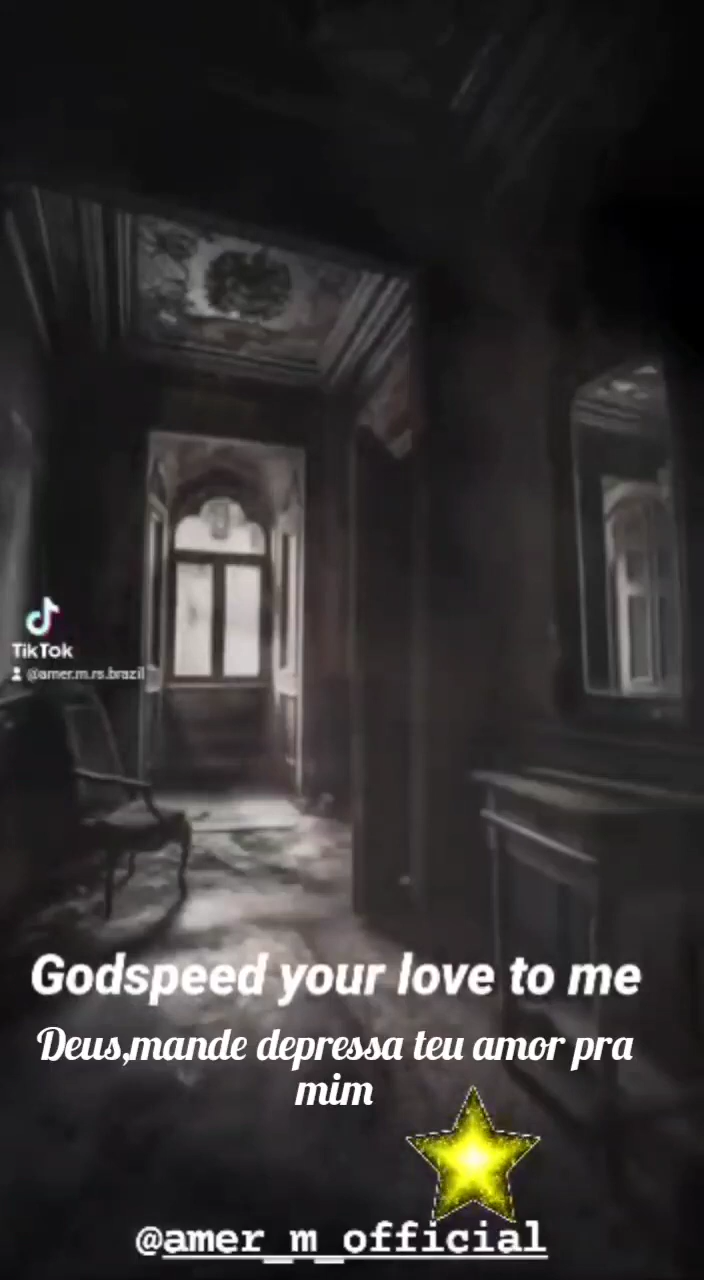 TikTok
@amer.m.rs.brazil
Godspeed your love to me
Deus,mande depressa teu amor pra
mim
@amer_m_official